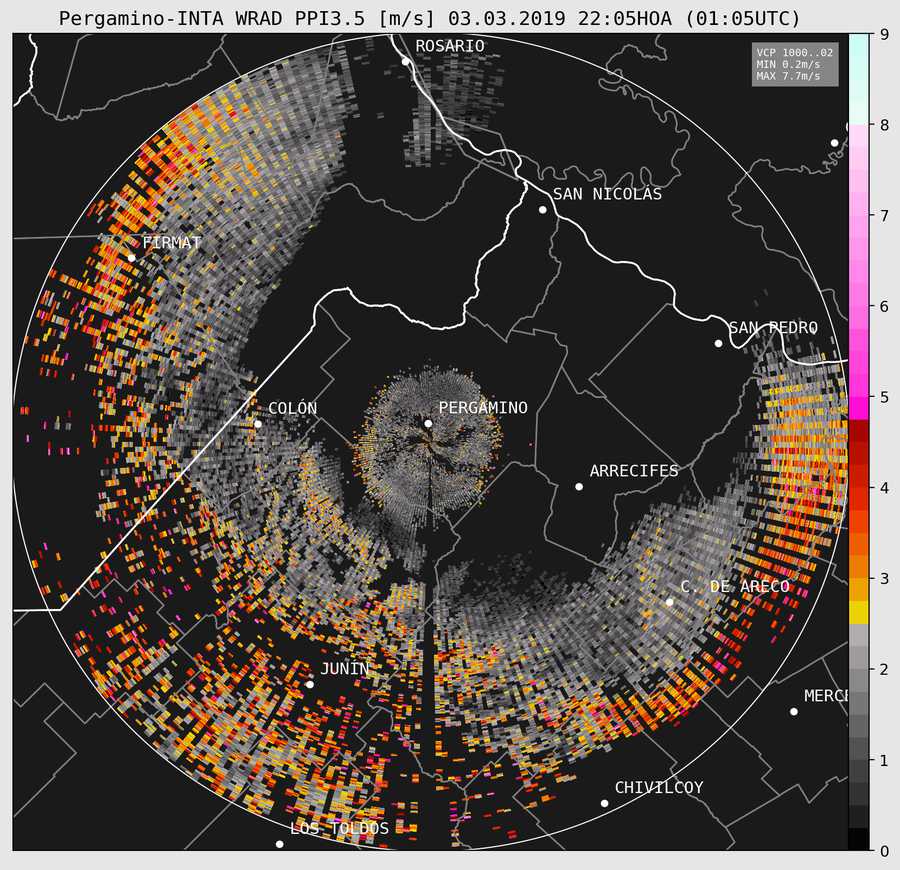 Pergamino-INTA WRAD PPI3.5 [m/s] 03.03.2019 22:05HOA (01:05UTC)
ROSARIO
VCP 1000..02
MIN 0.2m/s
MAX 7.7m/s
SAN NICOLÁS
FIRMAT
SAN PEDRO
COLÓN
PERGAMINO
ARRECIFES
C. DE ARECO
JUNÍN
MERCE
CHIVILCOY
LOS TOLDOS
9
8
7
6
5
4
3
2
1
0